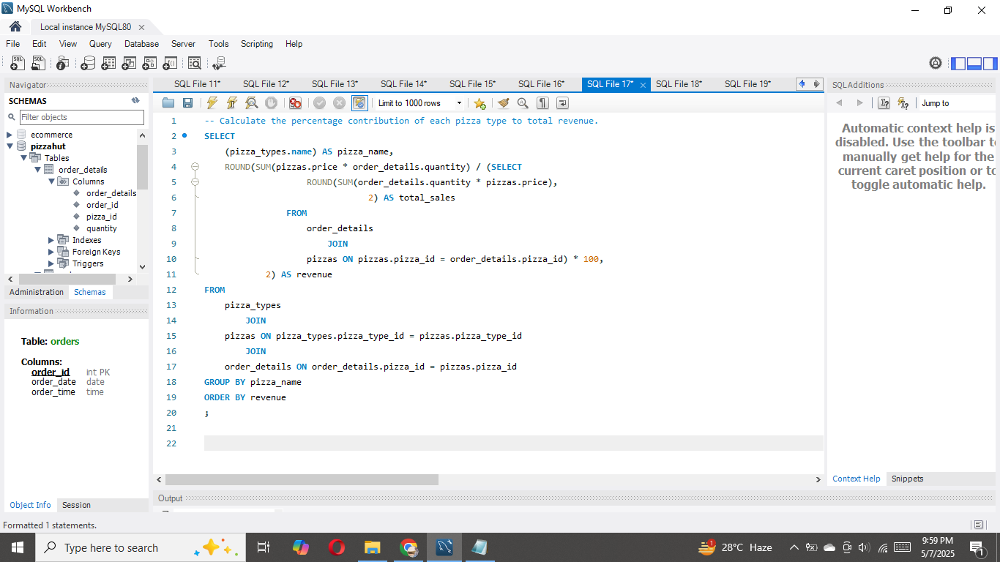 MySQL Workbench
Local instance MySQL80
File Edit View Query Database Server Tools Scripting Help
Navigator
SCHEMAS
Filter objects
ecommerce
pizzahut
Tables
order_details
Columns
order_details
order_id
pizza_id
quantity
Indexes
Foreign Keys
Triggers
Administration Schemas
Information
Table: orders
Columns:
order_id int PK
order_date date
order_time time
Object Info Session
SQL File 11* SQL File 12* SQL File 13* SQL File 14* SQL File 15* SQL File 16* SQL File 17* SQL File 18* SQL File 19*
Limit to 1000 rows
1 -- Calculate the percentage contribution of each pizza type to total revenue.
2 SELECT
3 (pizza_types.name) AS pizza_name,
4 ROUND(SUM(pizzas.price * order_details.quantity) / (SELECT
5 ROUND(SUM(order_details.quantity * pizzas.price),
6 2) AS total_sales
7 FROM
8 order_details
9 JOIN
10 pizzas ON pizzas.pizza_id = order_details.pizza_id) * 100,
11 2) AS revenue
12 FROM
13 pizza_types
14 JOIN
15 pizzas ON pizza_types.pizza_type_id = pizzas.pizza_type_id
16 JOIN
17 order_details ON order_details.pizza_id = pizzas.pizza_id
18 GROUP BY pizza_name
19 ORDER BY revenue
20 ;
21
22
Output
SQLAdditions
Jump to
Automatic context help is
disabled. Use the toolbar to
manually get help for the
current caret position or to
toggle automatic help.
Context Help Snippets
Formatted 1 statements.
Type here to search
28°C Haze
9:59 PM
5/7/2025